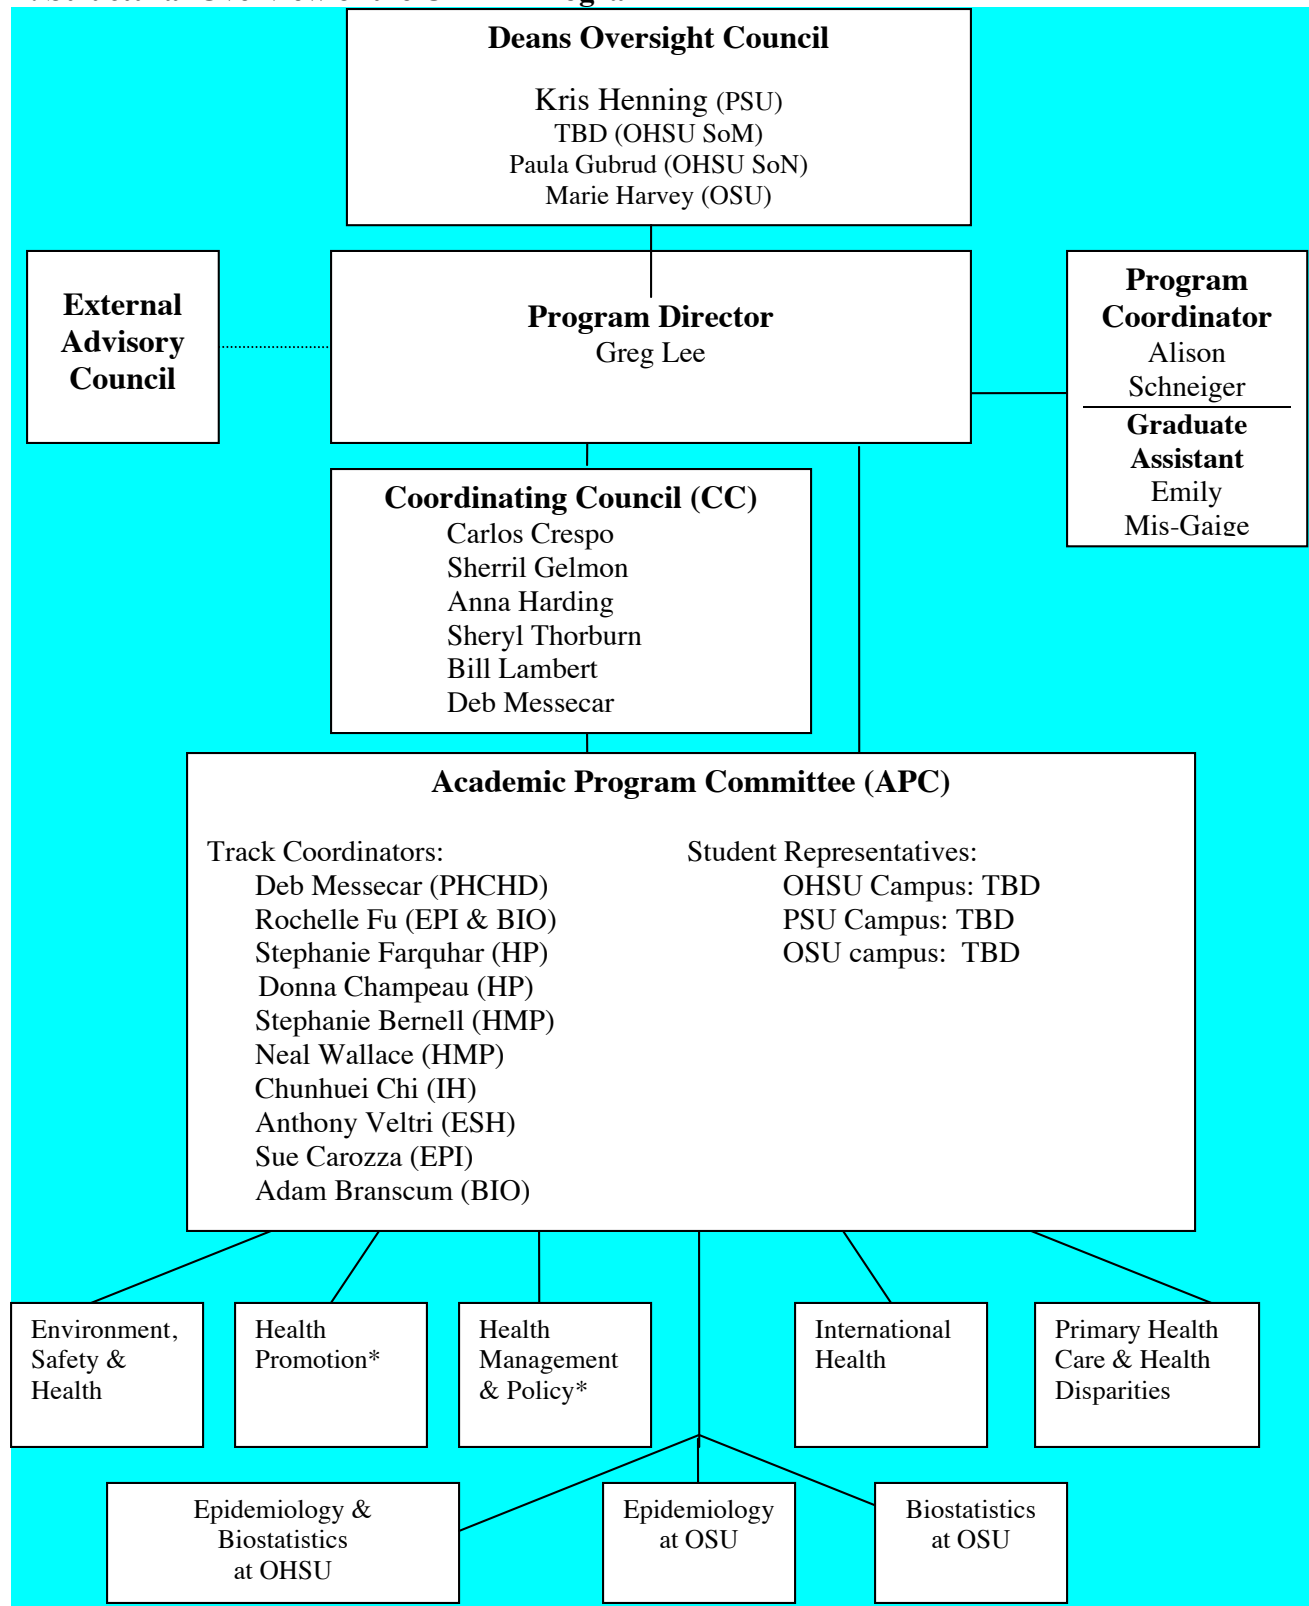 Deans Oversight Council
Kris Henning (PSU)
TBD (OHSU SoM)
Paula Gubrud (OHSU SoN)
Marie Harvey (OSU)
External
Advisory
Council
Program Director
Greg Lee
Program
Coordinator
Alison
Schneiger
Graduate
Assistant
Emily
Mis-Gaige
Coordinating Council (CC)
Carlos Crespo
Sherril Gelmon
Anna Harding
Sheryl Thorburn
Bill Lambert
Deb Messecar
Academic Program Committee (APC)
Track Coordinators:
Deb Messecar (PHCHD)
Rochelle Fu (EPI & BIO)
Stephanie Farquhar (HP)
Donna Champeau (HP)
Stephanie Bernell (HMP)
Neal Wallace (HMP)
Chunhuei Chi (IH)
Anthony Veltri (ESH)
Sue Carozza (EPI)
Adam Branscum (BIO)
Student Representatives:
OHSU Campus: TBD
PSU Campus: TBD
OSU campus:  TBD
Environment,
Safety &
Health
Health
Promotion*
Health
Management
& Policy*
International
Health
Primary Health
Care & Health
Disparities
Epidemiology &
Biostatistics
at OHSU
Epidemiology
at OSU
Biostatistics
at OSU